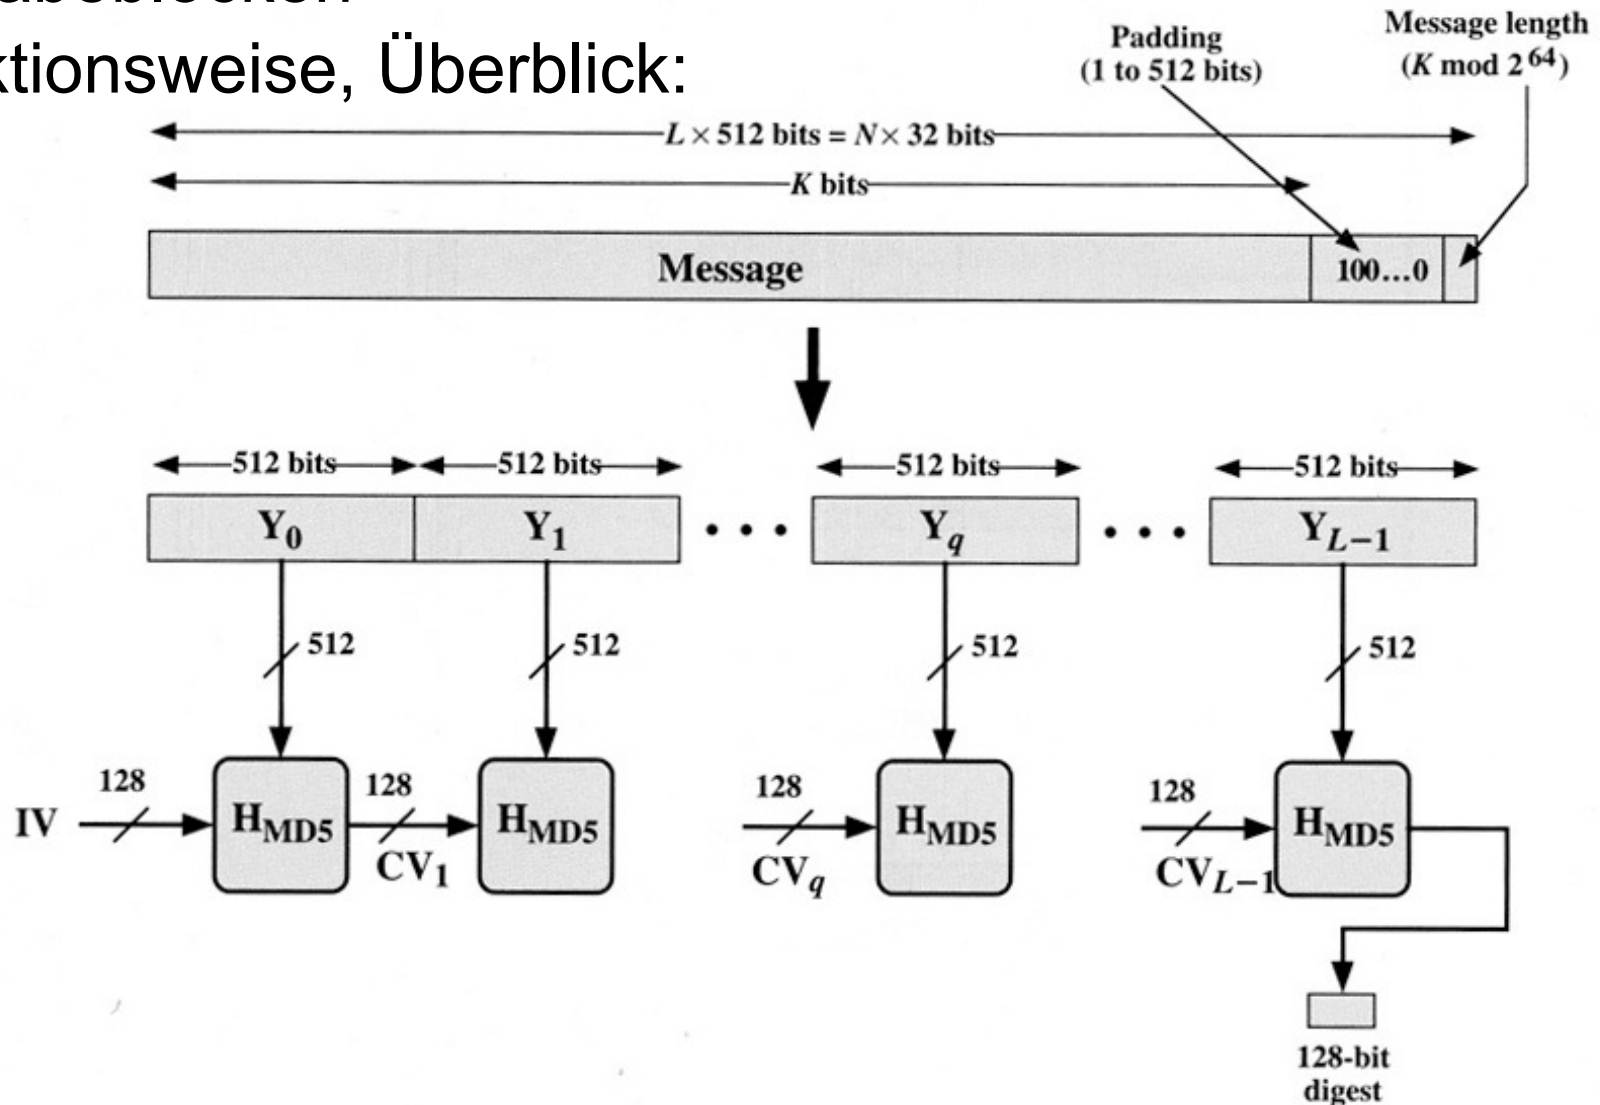 ktionsweise, Überblick:
Padding
(1 to 512 bits)
Message length
(K mod 2^64)
L × 512 bits = N × 32 bits
K bits
Message
100...0
512 bits
512 bits
512 bits
512 bits
Y0
Y1
• • •
Yq
• • •
YL−1
512
512
512
512
IV
128
HMD5
128
CV1
HMD5
128
CVq
HMD5
128
CVL−1
HMD5
128-bit
digest